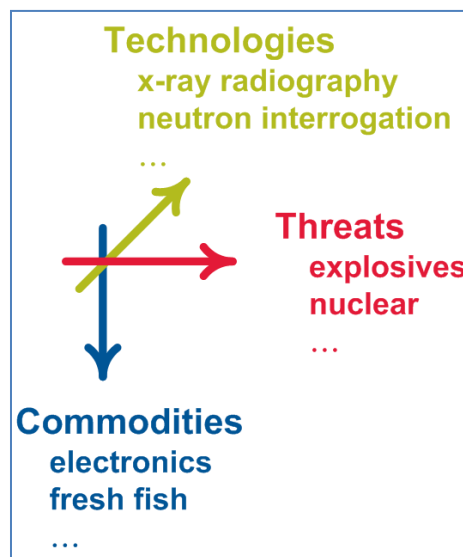 Technologies
x-ray radiography
neutron interrogation
...
Threats
explosives
nuclear
...
Commodities
electronics
fresh fish
...